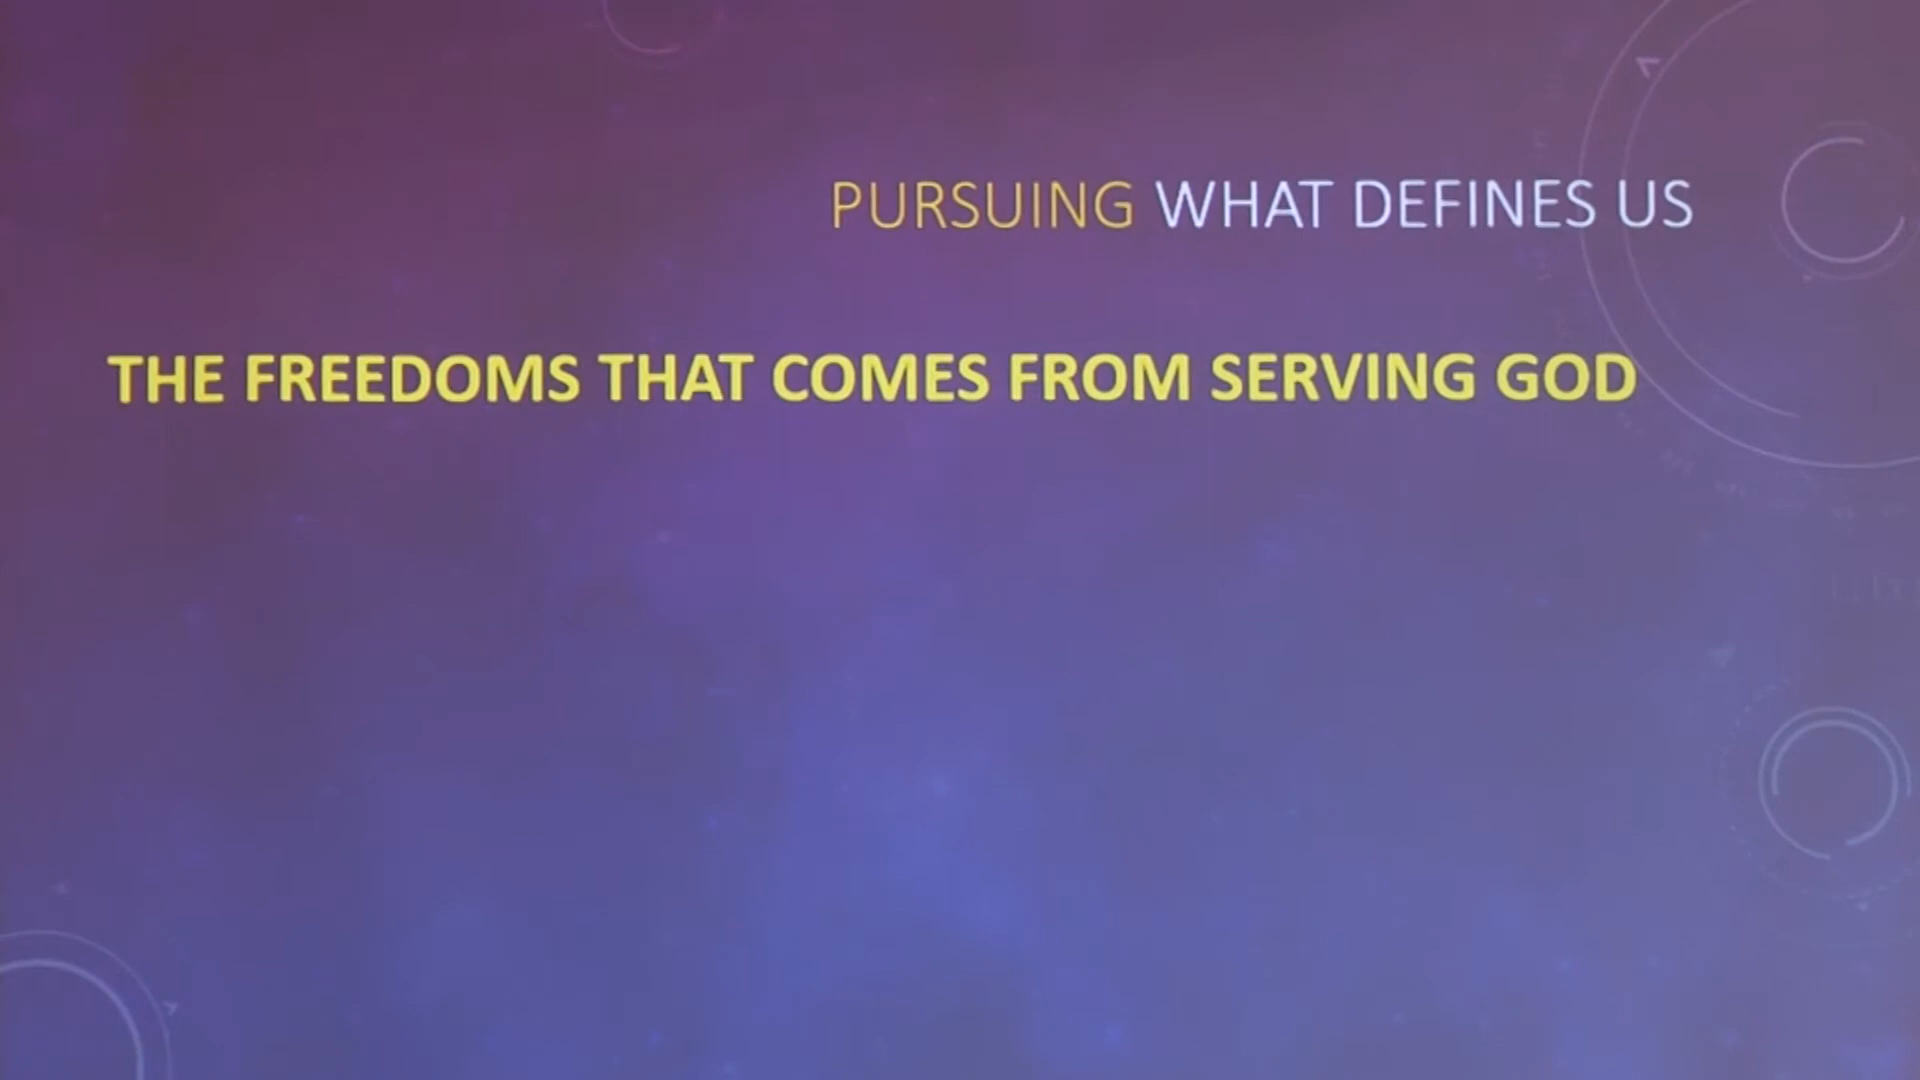 PURSUING WHAT DEFINES US
THE FREEDOMS THAT COMES FROM SERVING GOD